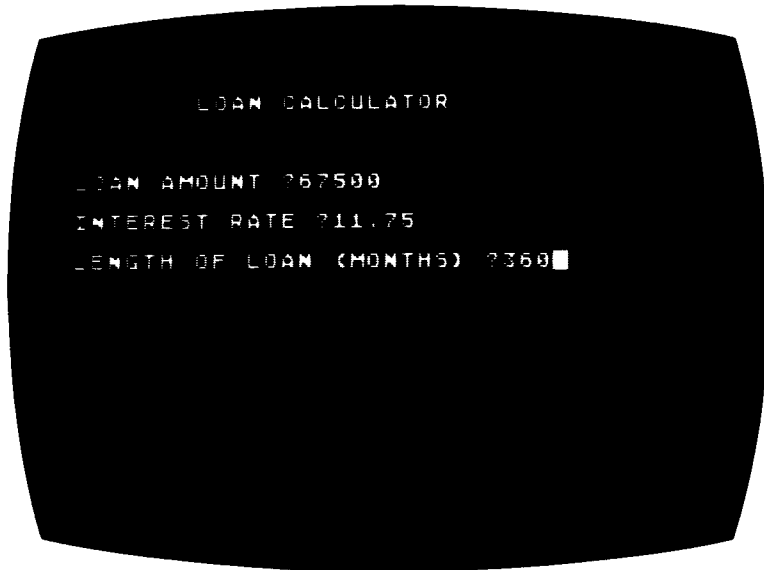 LOAN CALCULATOR
LOAN AMOUNT ?67500
INTEREST RATE ?11.75
LENGTH OF LOAN (MONTHS) ?360